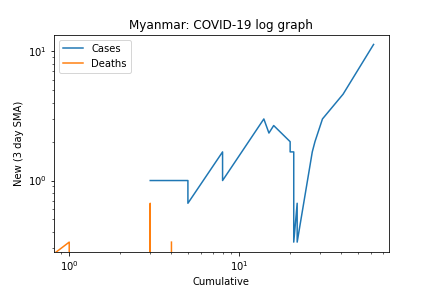 Myanmar: COVID-19 log graph
Cases
Deaths
New (3 day SMA)
10¹
10⁰
10⁰
10¹
Cumulative